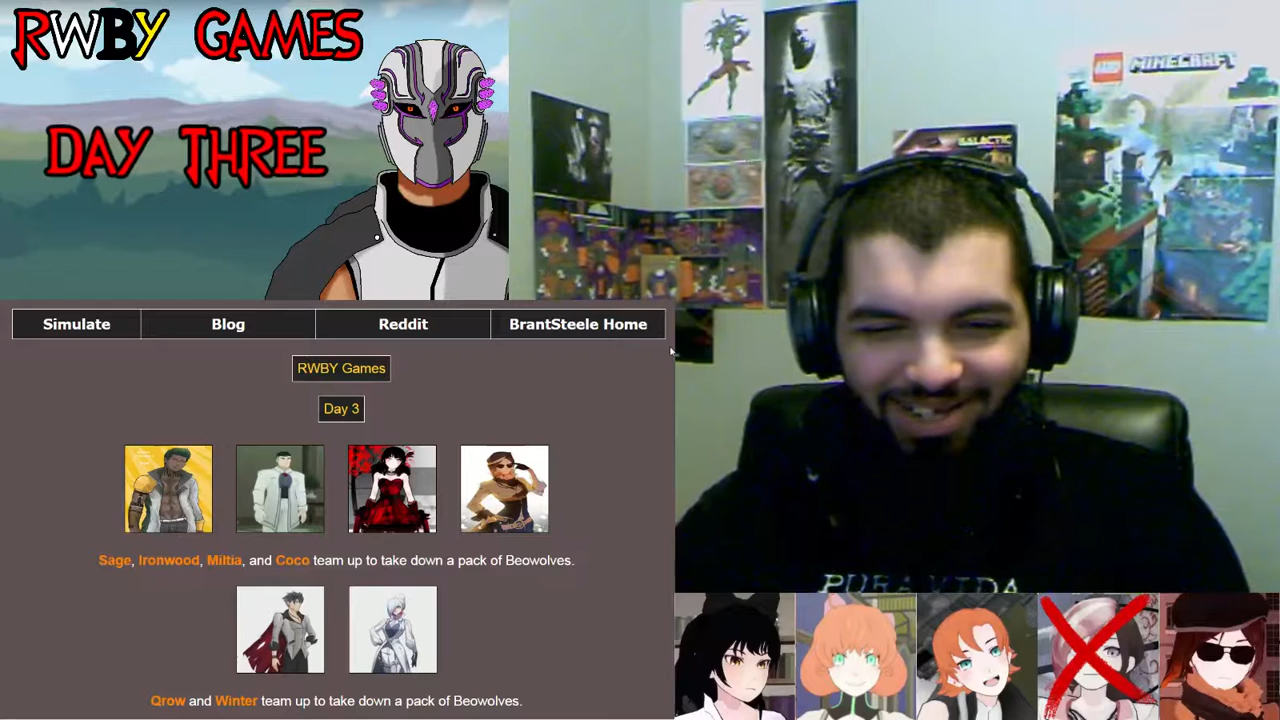 RWBY GAMES
DAY THREE
GALACTIC
LEGO MINECRAFT
Simulate Blog Reddit BrantSteele Home
RWBY Games
Day 3
Sage, Ironwood, Miltia, and Coco team up to take down a pack of Beowolves.
Qrow and Winter team up to take down a pack of Beowolves.
PURA VIDA